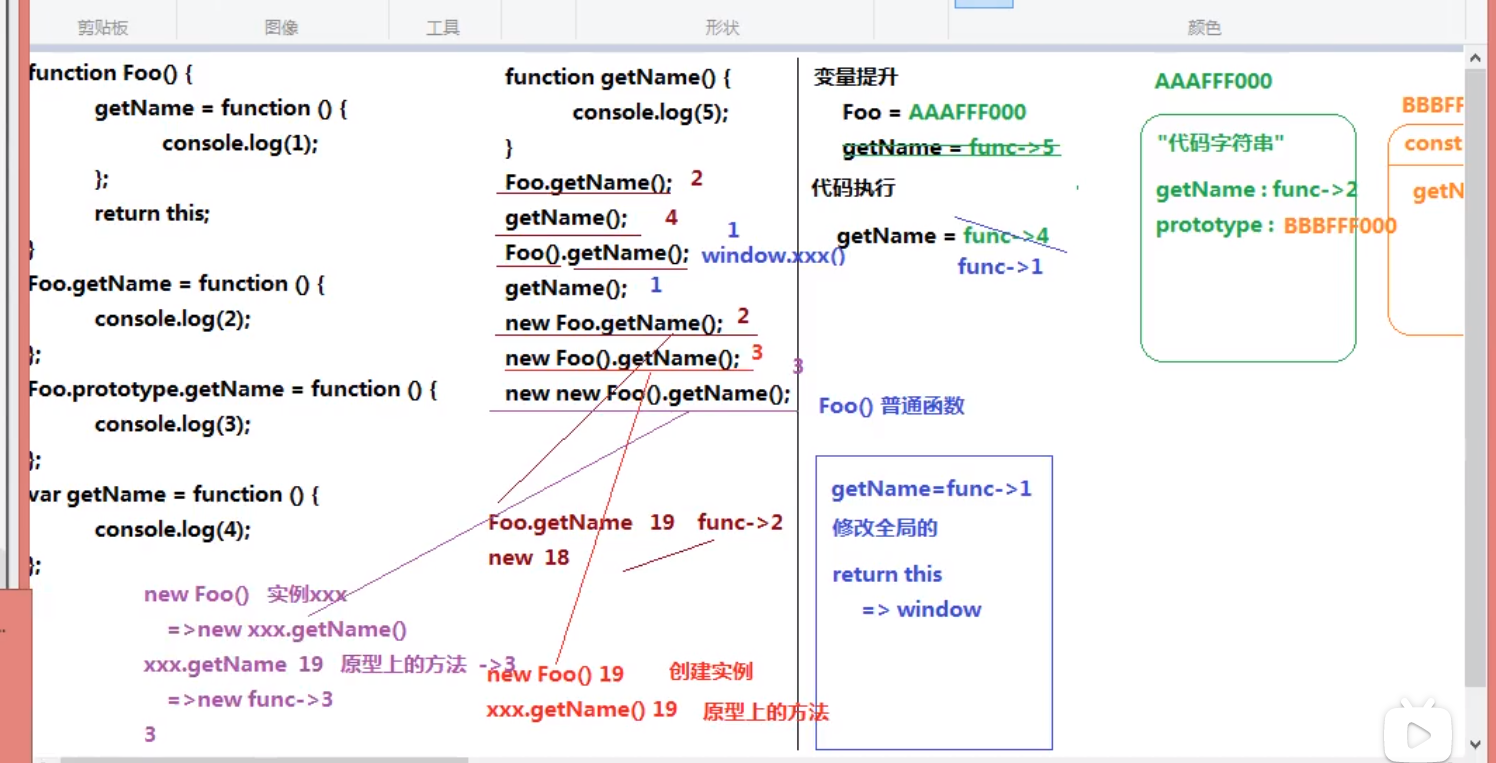 剪贴板 图像 工具 形状 颜色
function Foo() {
getName = function () {
console.log(1);
};
return this;
}
Foo.getName = function () {
console.log(2);
};
Foo.prototype.getName = function () {
console.log(3);
};
var getName = function () {
console.log(4);
};
new Foo() 实例xxx
=>new xxx.getName()
xxx.getName 19 原型上的方法 ->3
=>new func->3
3
function getName() {
console.log(5);
}
Foo.getName(); 2
getName(); 4
Foo().getName(); 1 window.xxx()
getName(); 1
new Foo.getName(); 2
new Foo().getName(); 3
new new Foo().getName(); 3
Foo.getName 19 func->2
new 18
new Foo() 19 创建实例
xxx.getName() 19 原型上的方法
变量提升
Foo = AAAFFF000
getName = func->5
代码执行
getName = func->4
func->1
Foo() 普通函数
getName=func->1
修改全局的
return this
=> window
AAAFFF000
"代码字符串"
getName : func->2
prototype : BBBFFF000
BBBFF
const
getN